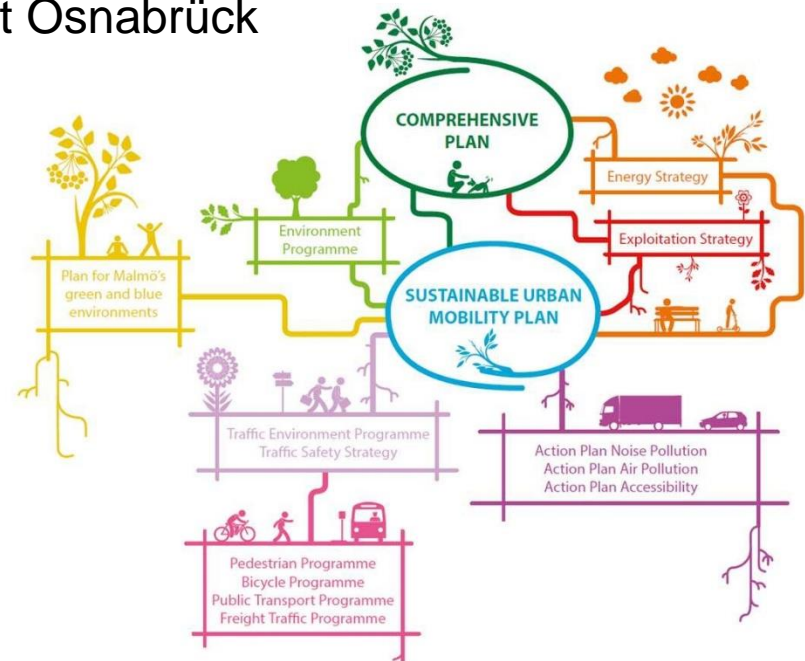 t Osnabrück
COMPREHENSIVE
PLAN
Energy Strategy
Environment
Programme
Exploitation Strategy
Plan for Malmö's
green and blue
environments
SUSTAINABLE URBAN
MOBILITY PLAN
Traffic Environment Programme
Traffic Safety Strategy
Action Plan Noise Pollution
Action Plan Air Pollution
Action Plan Accessibility
Pedestrian Programme
Bicycle Programme
Public Transport Programme
Freight Traffic Programme